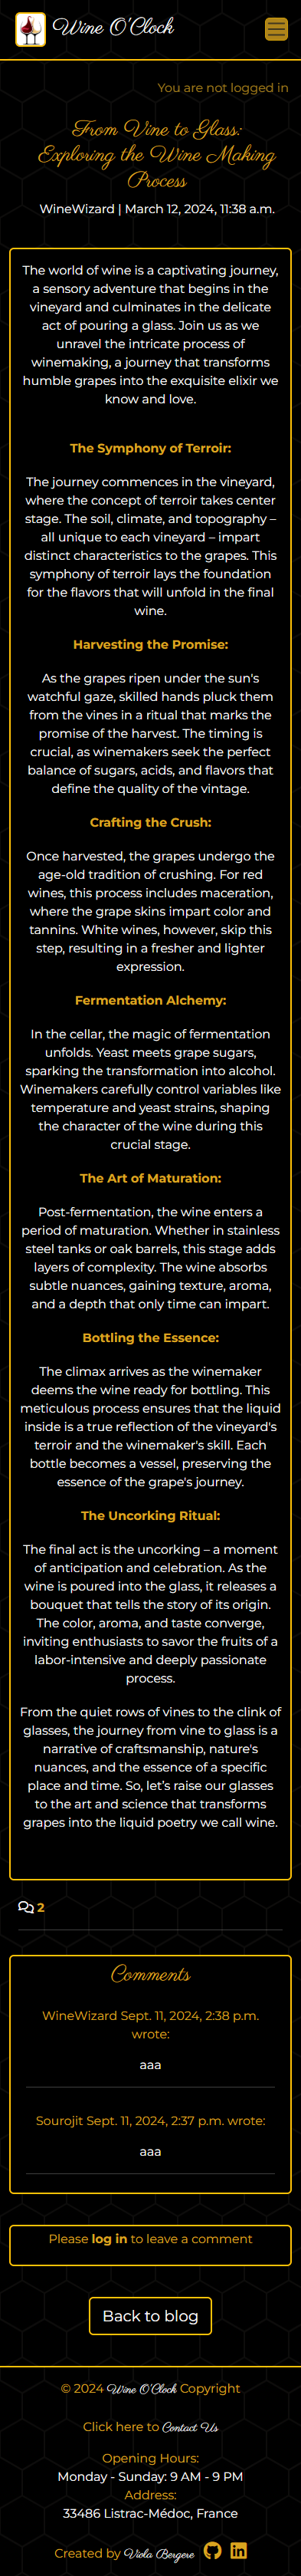 Wine O'Clock
You are not logged in
From Vine to Glass:
Exploring the Wine Making
Process
WineWizard | March 12, 2024, 11:38 a.m.
The world of wine is a captivating journey,
a sensory adventure that begins in the
vineyard and culminates in the delicate
act of pouring a glass. Join us as we
unravel the intricate process of
winemaking, a journey that transforms
humble grapes into the exquisite elixir we
know and love.
The Symphony of Terroir:
The journey commences in the vineyard,
where the concept of terroir takes center
stage. The soil, climate, and topography –
all unique to each vineyard – impart
distinct characteristics to the grapes. This
symphony of terroir lays the foundation
for the flavors that will unfold in the final
wine.
Harvesting the Promise:
As the grapes ripen under the sun's
watchful gaze, skilled hands pluck them
from the vines in a ritual that marks the
promise of the harvest. The timing is
crucial, as winemakers seek the perfect
balance of sugars, acids, and flavors that
define the quality of the vintage.
Crafting the Crush:
Once harvested, the grapes undergo the
age-old tradition of crushing. For red
wines, this process includes maceration,
where the grape skins impart color and
tannins. White wines, however, skip this
step, resulting in a fresher and lighter
expression.
Fermentation Alchemy:
In the cellar, the magic of fermentation
unfolds. Yeast meets grape sugars,
sparking the transformation into alcohol.
Winemakers carefully control variables like
temperature and yeast strains, shaping
the character of the wine during this
crucial stage.
The Art of Maturation:
Post-fermentation, the wine enters a
period of maturation. Whether in stainless
steel tanks or oak barrels, this stage adds
layers of complexity. The wine absorbs
subtle nuances, gaining texture, aroma,
and a depth that only time can impart.
Bottling the Essence:
The climax arrives as the winemaker
deems the wine ready for bottling. This
meticulous process ensures that the liquid
inside is a true reflection of the vineyard's
terroir and the winemaker's skill. Each
bottle becomes a vessel, preserving the
essence of the grape's journey.
The Uncorking Ritual:
The final act is the uncorking – a moment
of anticipation and celebration. As the
wine is poured into the glass, it releases a
bouquet that tells the story of its origin.
The color, aroma, and taste converge,
inviting enthusiasts to savor the fruits of a
labor-intensive and deeply passionate
process.
From the quiet rows of vines to the clink of
glasses, the journey from vine to glass is a
narrative of craftsmanship, nature's
nuances, and the essence of a specific
place and time. So, let's raise our glasses
to the art and science that transforms
grapes into the liquid poetry we call wine.
2
Comments
WineWizard Sept. 11, 2024, 2:38 p.m.
wrote:
aaa
Sourojit Sept. 11, 2024, 2:37 p.m. wrote:
aaa
Please log in to leave a comment
Back to blog
© 2024 Wine O'Clock Copyright
Click here to Contact Us
Opening Hours:
Monday - Sunday: 9 AM - 9 PM
Address:
33486 Listrac-Médoc, France
Created by Viola Bergere